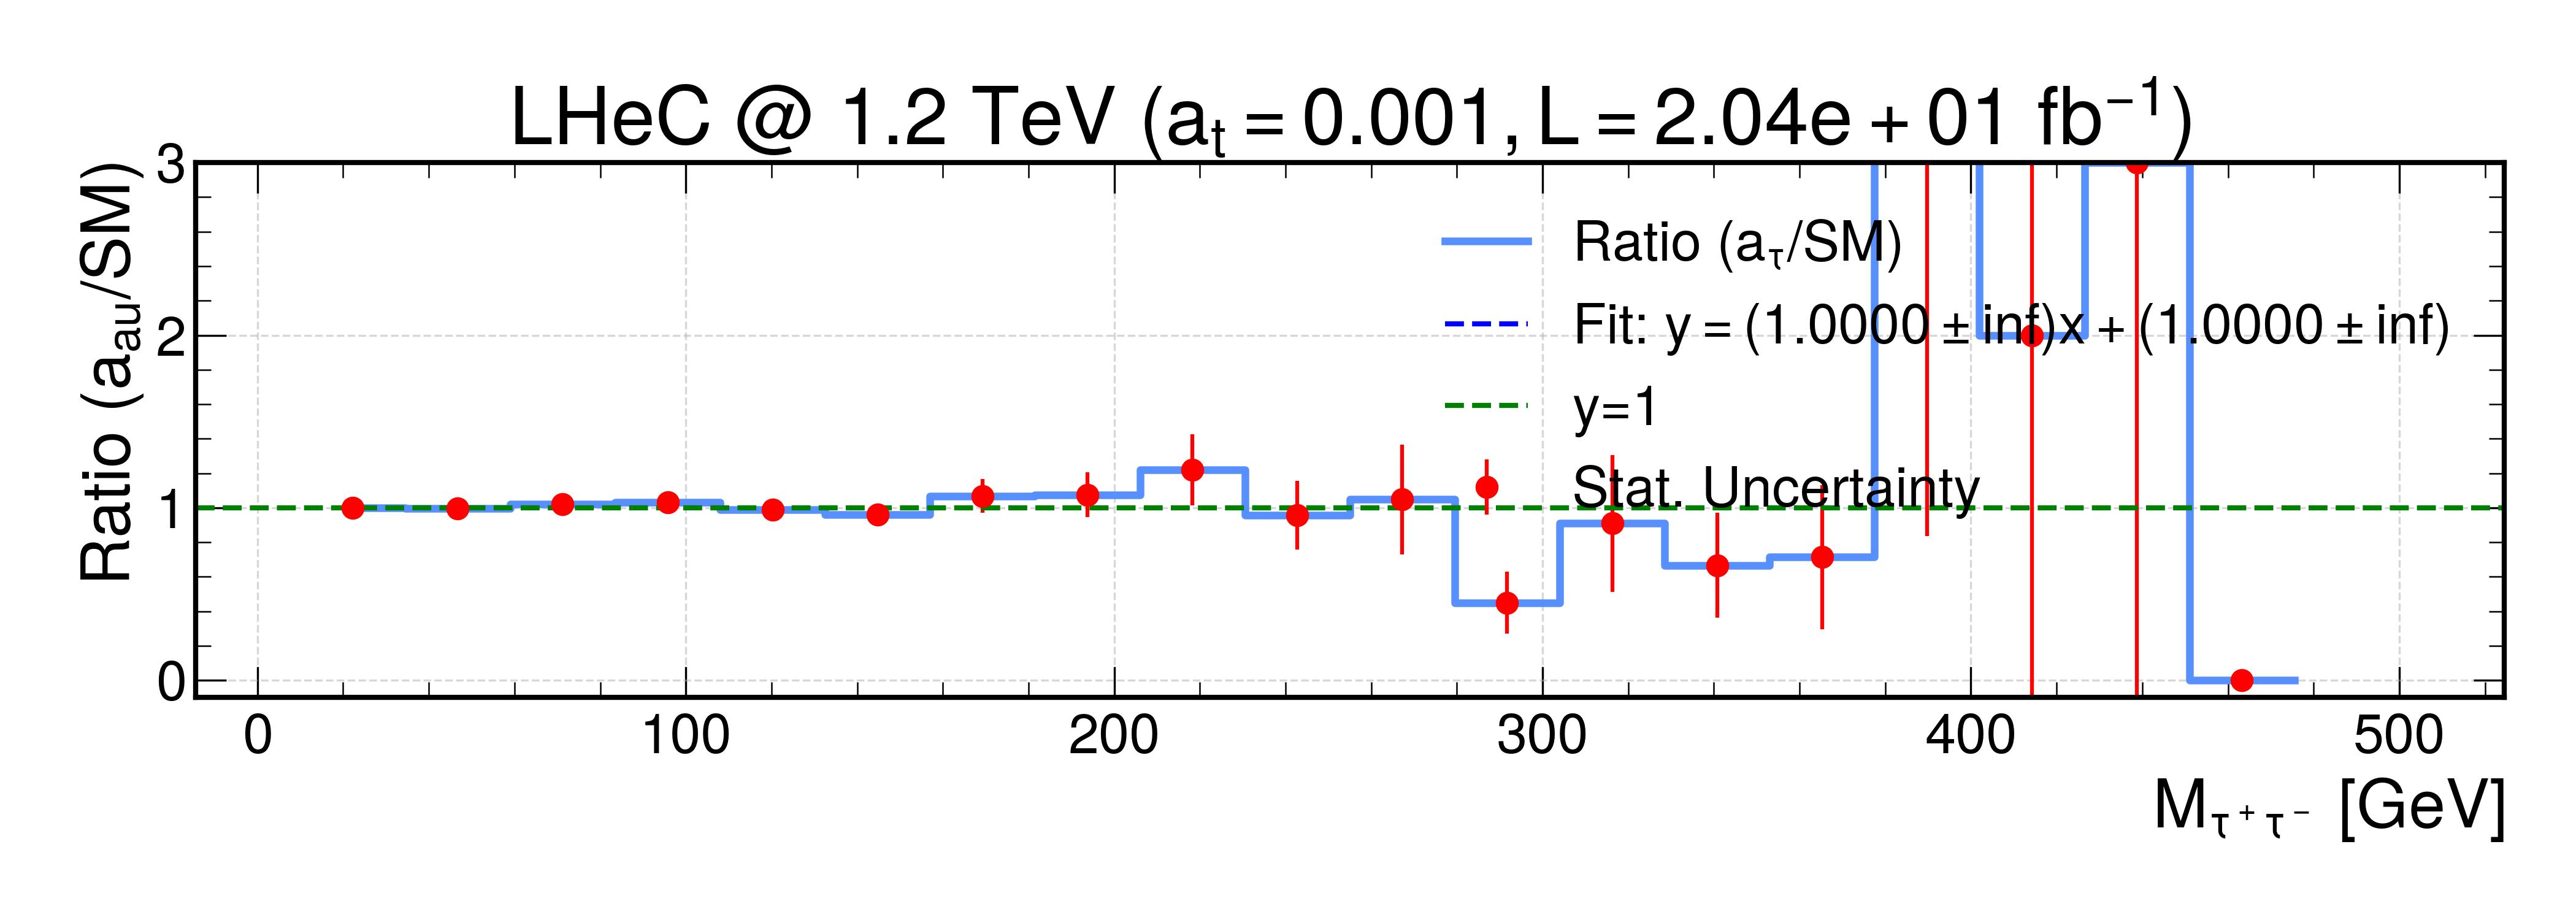 LHeC @ 1.2 TeV (aₜ = 0.001, L = 2.04e + 01 fb⁻¹)
Ratio (a_au/SM)
3
2
1
0
Ratio (a_τ/SM)
Fit: y = (1.0000 ± inf)x + (1.0000 ± inf)
y=1
Stat. Uncertainty
0 100 200 300 400 500
M_τ⁺τ⁻ [GeV]